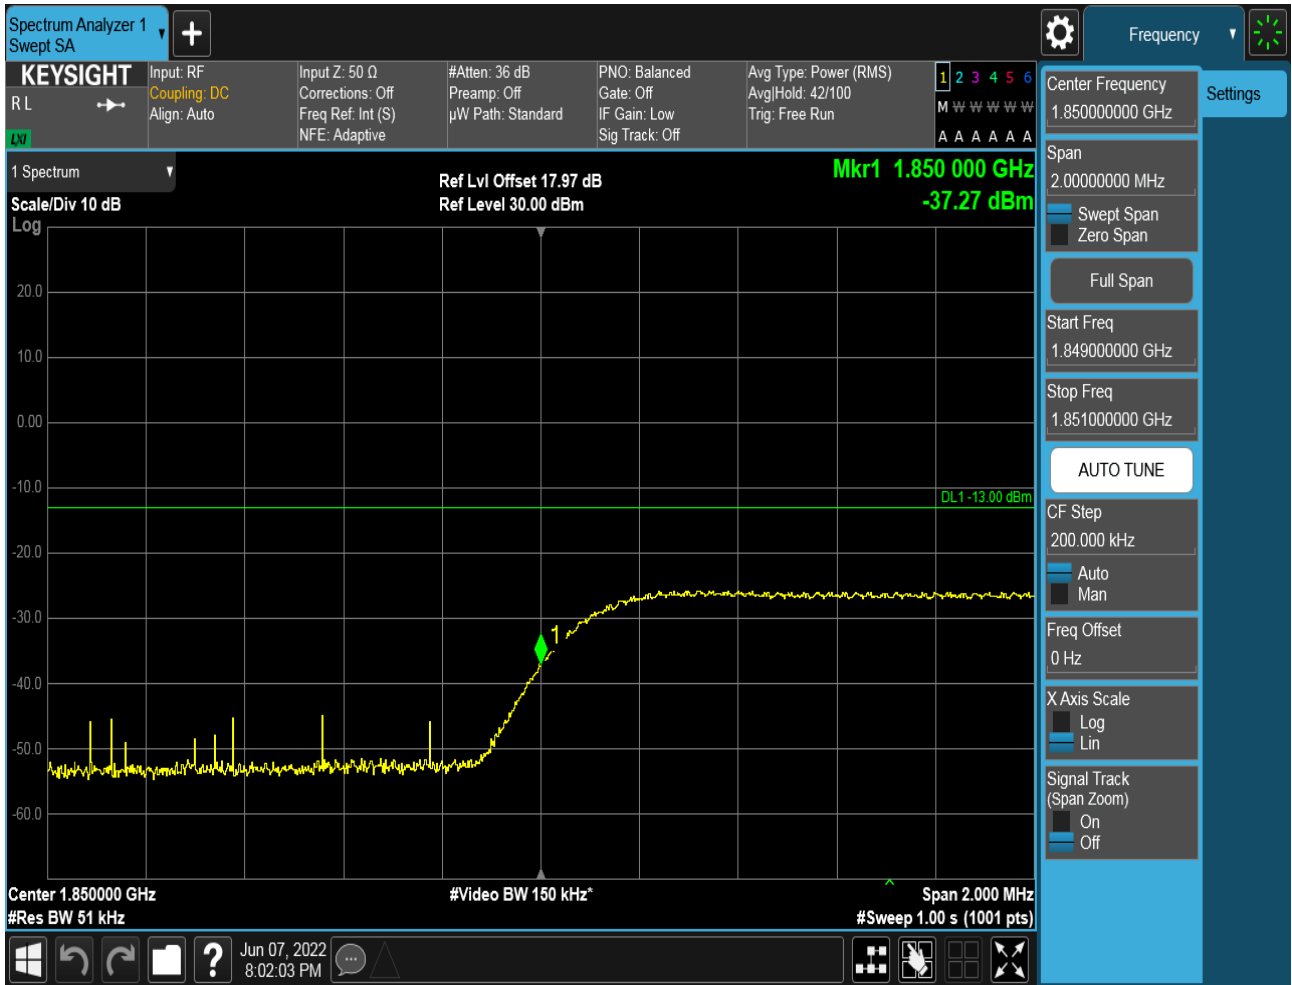 Spectrum Analyzer 1
Swept SA
Frequency
KEYSIGHT
R L
LXI
Input: RF
Coupling: DC
Align: Auto
Input Z: 50 Ω
Corrections: Off
Freq Ref: Int (S)
NFE: Adaptive
#Atten: 36 dB
Preamp: Off
µW Path: Standard
PNO: Balanced
Gate: Off
IF Gain: Low
Sig Track: Off
Avg Type: Power (RMS)
Avg|Hold: 42/100
Trig: Free Run
1 2 3 4 5 6
M W W W W W
A A A A A A
Center Frequency
1.850000000 GHz
Settings
Span
2.00000000 MHz
Swept Span
Zero Span
Full Span
Start Freq
1.849000000 GHz
Stop Freq
1.851000000 GHz
AUTO TUNE
CF Step
200.000 kHz
Auto
Man
Freq Offset
0 Hz
X Axis Scale
Log
Lin
Signal Track
(Span Zoom)
On
Off
1 Spectrum
Scale/Div 10 dB
Log
Ref Lvl Offset 17.97 dB
Ref Level 30.00 dBm
Mkr1 1.850 000 GHz
-37.27 dBm
20.0
10.0
0.00
-10.0
DL1 -13.00 dBm
-20.0
-30.0
1
-40.0
-50.0
-60.0
Center 1.850000 GHz
#Res BW 51 kHz
#Video BW 150 kHz*
Span 2.000 MHz
#Sweep 1.00 s (1001 pts)
?
Jun 07, 2022
8:02:03 PM